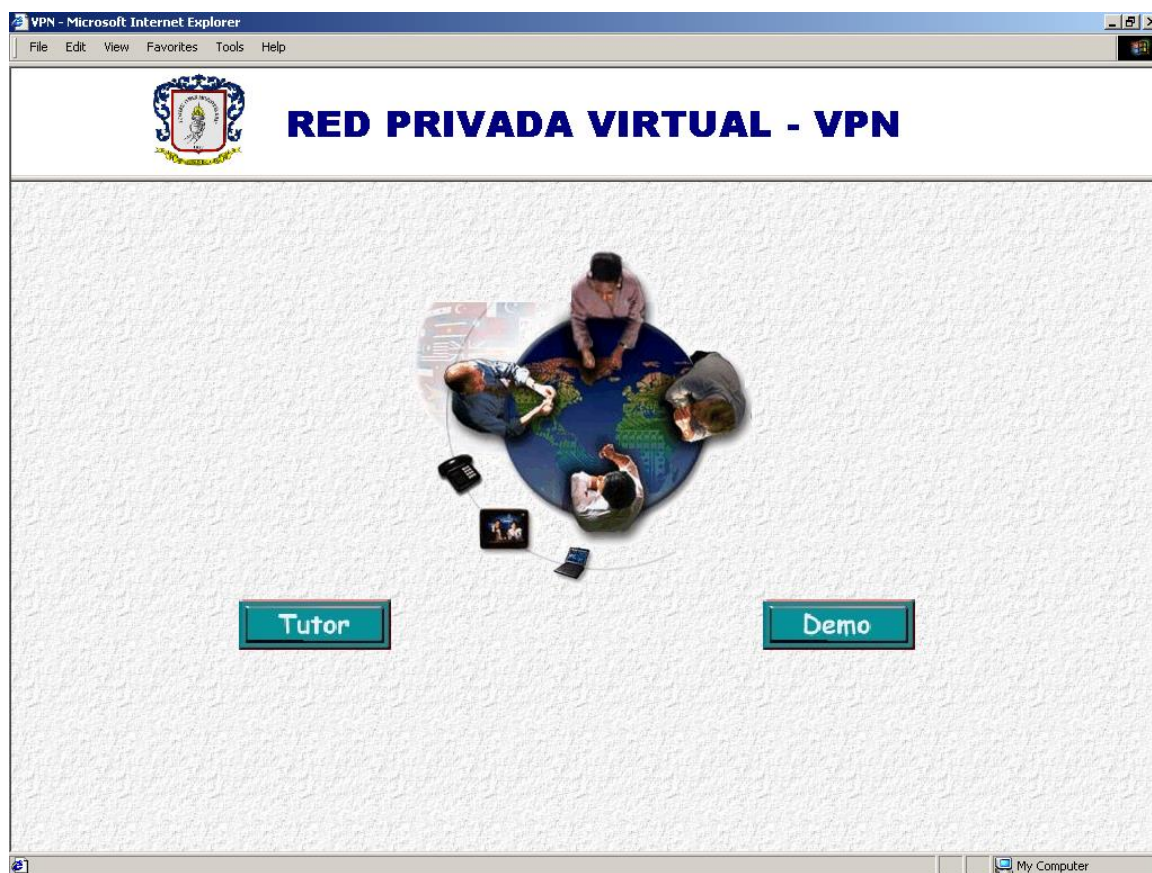 VPN - Microsoft Internet Explorer
File Edit View Favorites Tools Help
RED PRIVADA VIRTUAL - VPN
Tutor
Demo
My Computer